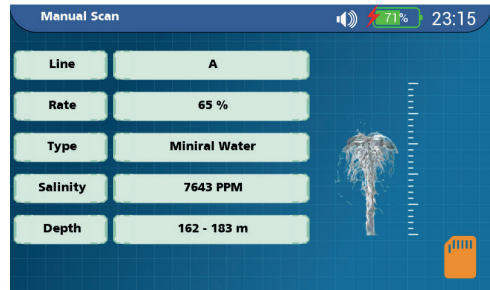 Manual Scan 71% 23:15
Line A
Rate 65 %
Type Miniral Water
Salinity 7643 PPM
Depth 162 - 183 m